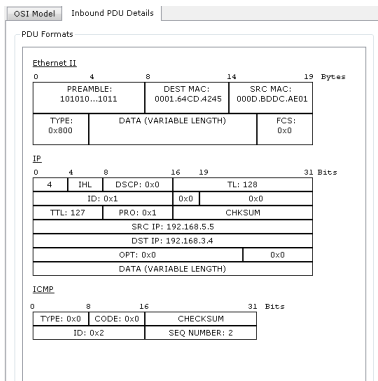 OSI Model Inbound PDU Details
PDU Formats
Ethernet II
0 4 8 14 19 Bytes
PREAMBLE: DEST MAC: SRC MAC:
101010...1011 0001.64CD.4245 000D.BDDC.AE01
TYPE: DATA (VARIABLE LENGTH) FCS:
0x800 0x0
IP
0 4 8 16 19 31 Bits
4 IHL DSCP: 0x0 TL: 128
ID: 0x1 0x0 0x0
TTL: 127 PRO: 0x1 CHKSUM
SRC IP: 192.168.5.5
DST IP: 192.168.3.4
OPT: 0x0 0x0
DATA (VARIABLE LENGTH)
ICMP
0 8 16 31 Bits
TYPE: 0x0 CODE: 0x0 CHECKSUM
ID: 0x2 SEQ NUMBER: 2